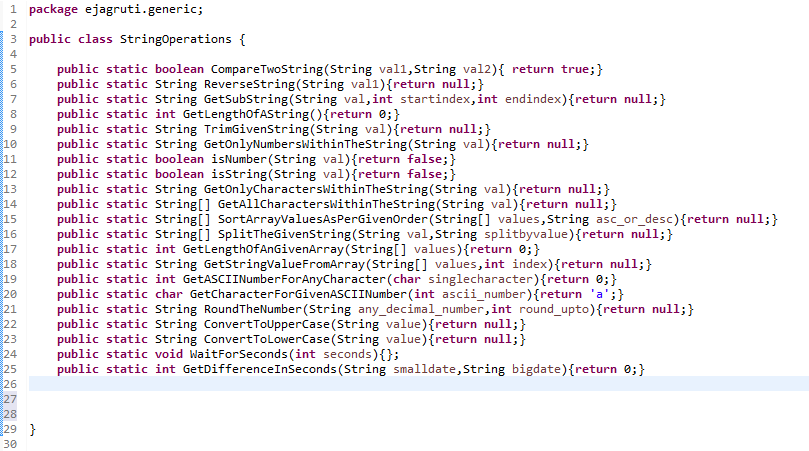 1 package ejagruti.generic;
2
3 public class StringOperations {
4
5     public static boolean CompareTwoString(String val1,String val2){ return true;}
6     public static String ReverseString(String val1){return null;}
7     public static String GetSubString(String val,int startindex,int endindex){return null;}
8     public static int GetLengthOfAString(){return 0;}
9     public static String TrimGivenString(String val){return null;}
10     public static String GetOnlyNumbersWithinTheString(String val){return null;}
11     public static boolean isNumber(String val){return false;}
12     public static boolean isString(String val){return false;}
13     public static String GetOnlyCharactersWithinTheString(String val){return null;}
14     public static String[] GetAllCharactersWithinTheString(String val){return null;}
15     public static String[] SortArrayValuesAsPerGivenOrder(String[] values,String asc_or_desc){return null;}
16     public static String[] SplitTheGivenString(String val,String splitbyvalue){return null;}
17     public static int GetLengthOfAnGivenArray(String[] values){return 0;}
18     public static String GetStringValueFromArray(String[] values,int index){return null;}
19     public static int GetASCIINumberForAnyCharacter(char singlecharacter){return 0;}
20     public static char GetCharacterForGivenASCIINumber(int ascii_number){return 'a';}
21     public static String RoundTheNumber(String any_decimal_number,int round_upto){return null;}
22     public static String ConvertToUpperCase(String value){return null;}
23     public static String ConvertToLowerCase(String value){return null;}
24     public static void WaitForSeconds(int seconds){};
25     public static int GetDifferenceInSeconds(String smalldate,String bigdate){return 0;}
26
27
28
29 }
30